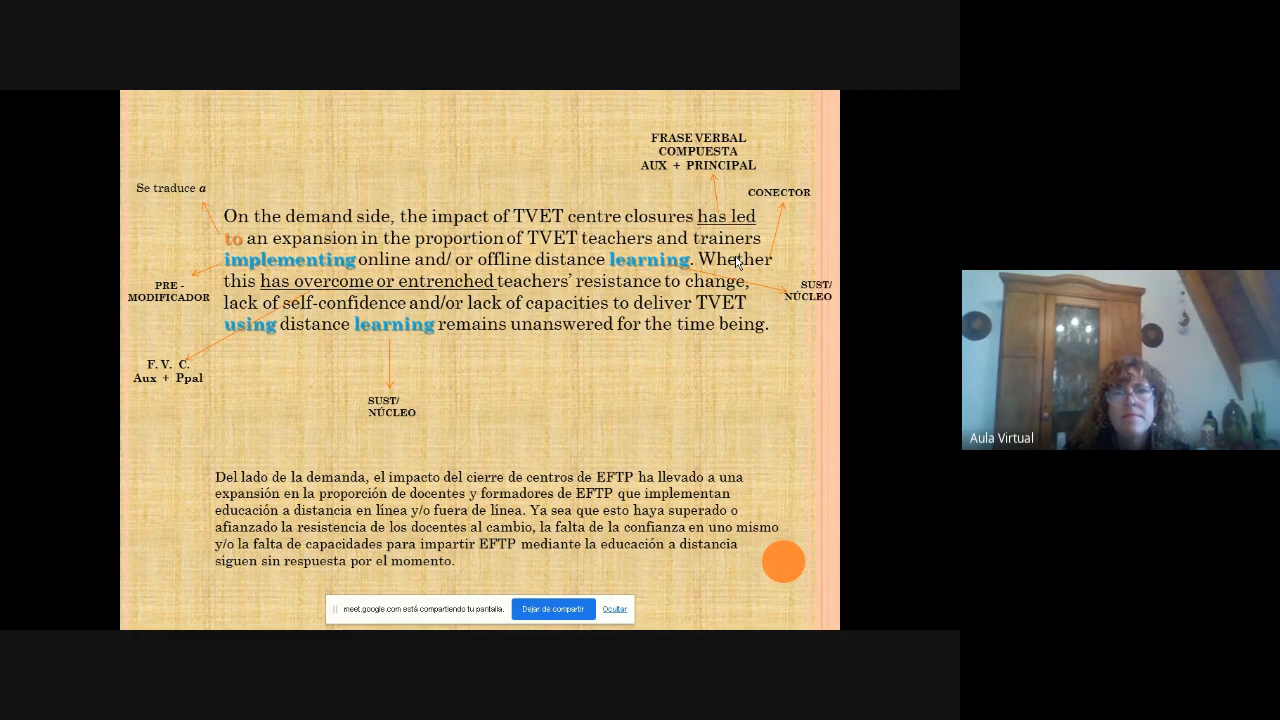 FRASE VERBAL
COMPUESTA
AUX + PRINCIPAL
Se traduce a
CONECTOR
On the demand side, the impact of TVET centre closures has led
to an expansion in the proportion of TVET teachers and trainers
implementing online and/ or offline distance learning. Whether
this has overcome or entrenched teachers' resistance to change,
lack of self-confidence and/or lack of capacities to deliver TVET
using distance learning remains unanswered for the time being.
PRE -
MODIFICADOR
SUST/
NÚCLEO
F. V. C.
Aux + Ppal
SUST/
NÚCLEO
Del lado de la demanda, el impacto del cierre de centros de EFTP ha llevado a una
expansión en la proporción de docentes y formadores de EFTP que implementan
educación a distancia en línea y/o fuera de línea. Ya sea que esto haya superado o
afianzado la resistencia de los docentes al cambio, la falta de la confianza en uno mismo
y/o la falta de capacidades para impartir EFTP mediante la educación a distancia
siguen sin respuesta por el momento.
meet.google.com está compartiendo tu pantalla.
Dejar de compartir
Ocultar
Aula Virtual